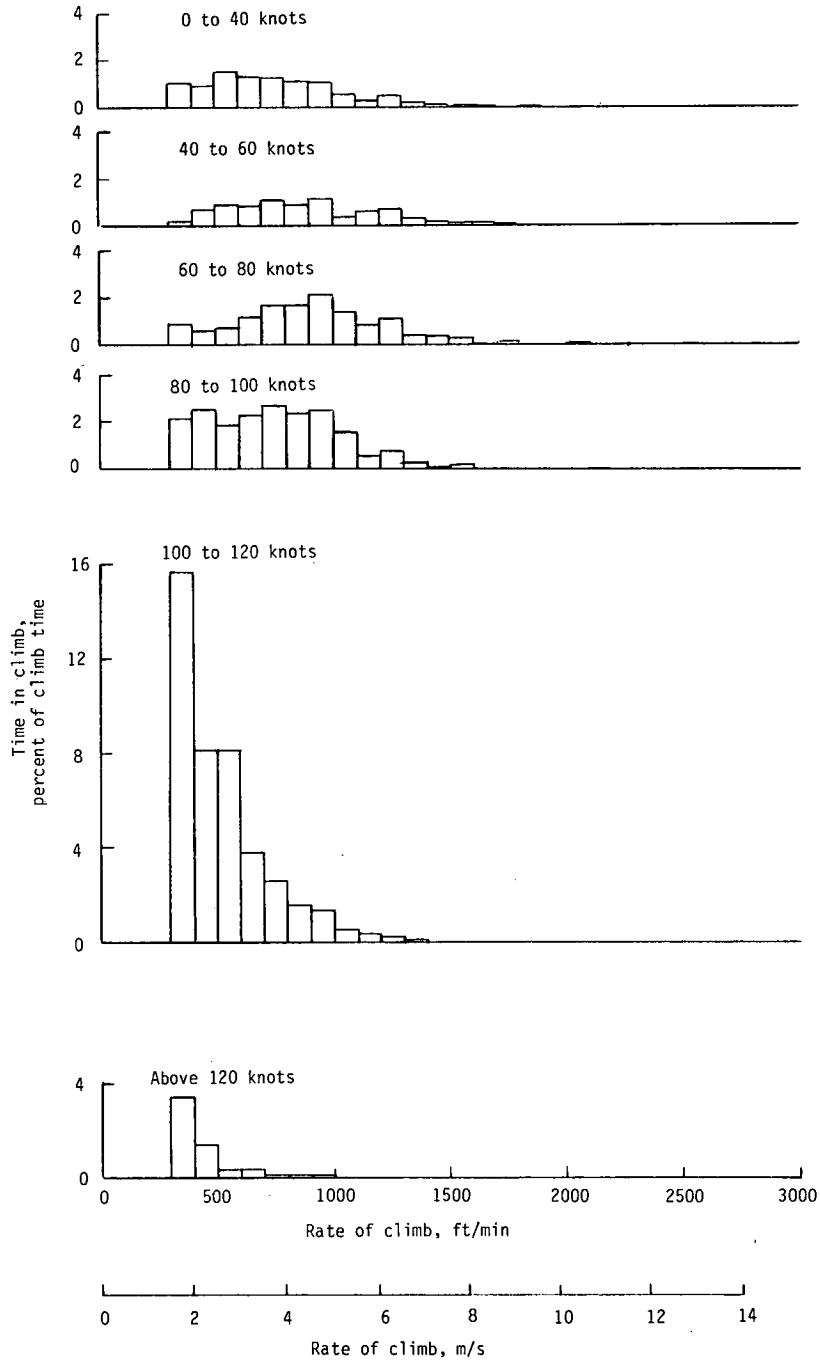 0 to 40 knots
4
2
0
40 to 60 knots
4
2
0
60 to 80 knots
4
2
0
80 to 100 knots
4
2
0
100 to 120 knots
16
12
8
4
0
Time in climb,
percent of climb time
Above 120 knots
4
0
0 500 1000 1500 2000 2500 3000
Rate of climb, ft/min
0 2 4 6 8 10 12 14
Rate of climb, m/s